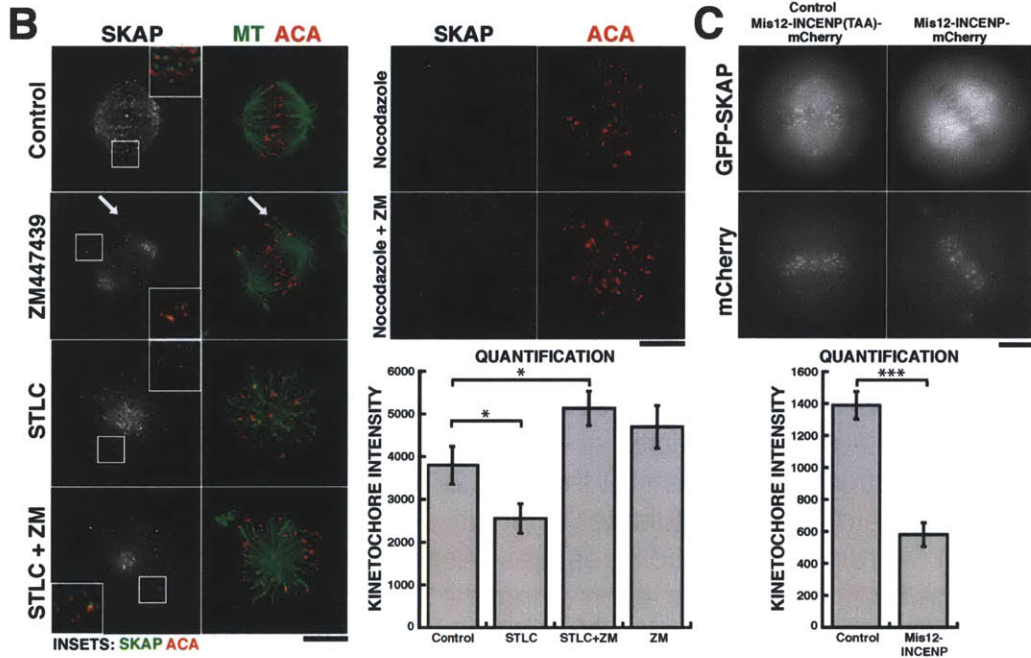 B
SKAP
MT ACA
Control
ZM447439
STLC
STLC + ZM
INSETS: SKAP ACA
SKAP
ACA
Nocodazole
Nocodazole + ZM
QUANTIFICATION
KINETOCHORE INTENSITY
6000
5000
4000
3000
2000
1000
0
*
*
Control
STLC
STLC+ZM
ZM
C
Control
Mis12-INCENP(TAA)-
mCherry
Mis12-INCENP-
mCherry
GFP-SKAP
mCherry
QUANTIFICATION
KINETOCHORE INTENSITY
1600
1400
1200
1000
800
600
400
200
0
***
Control
Mis12-
INCENP